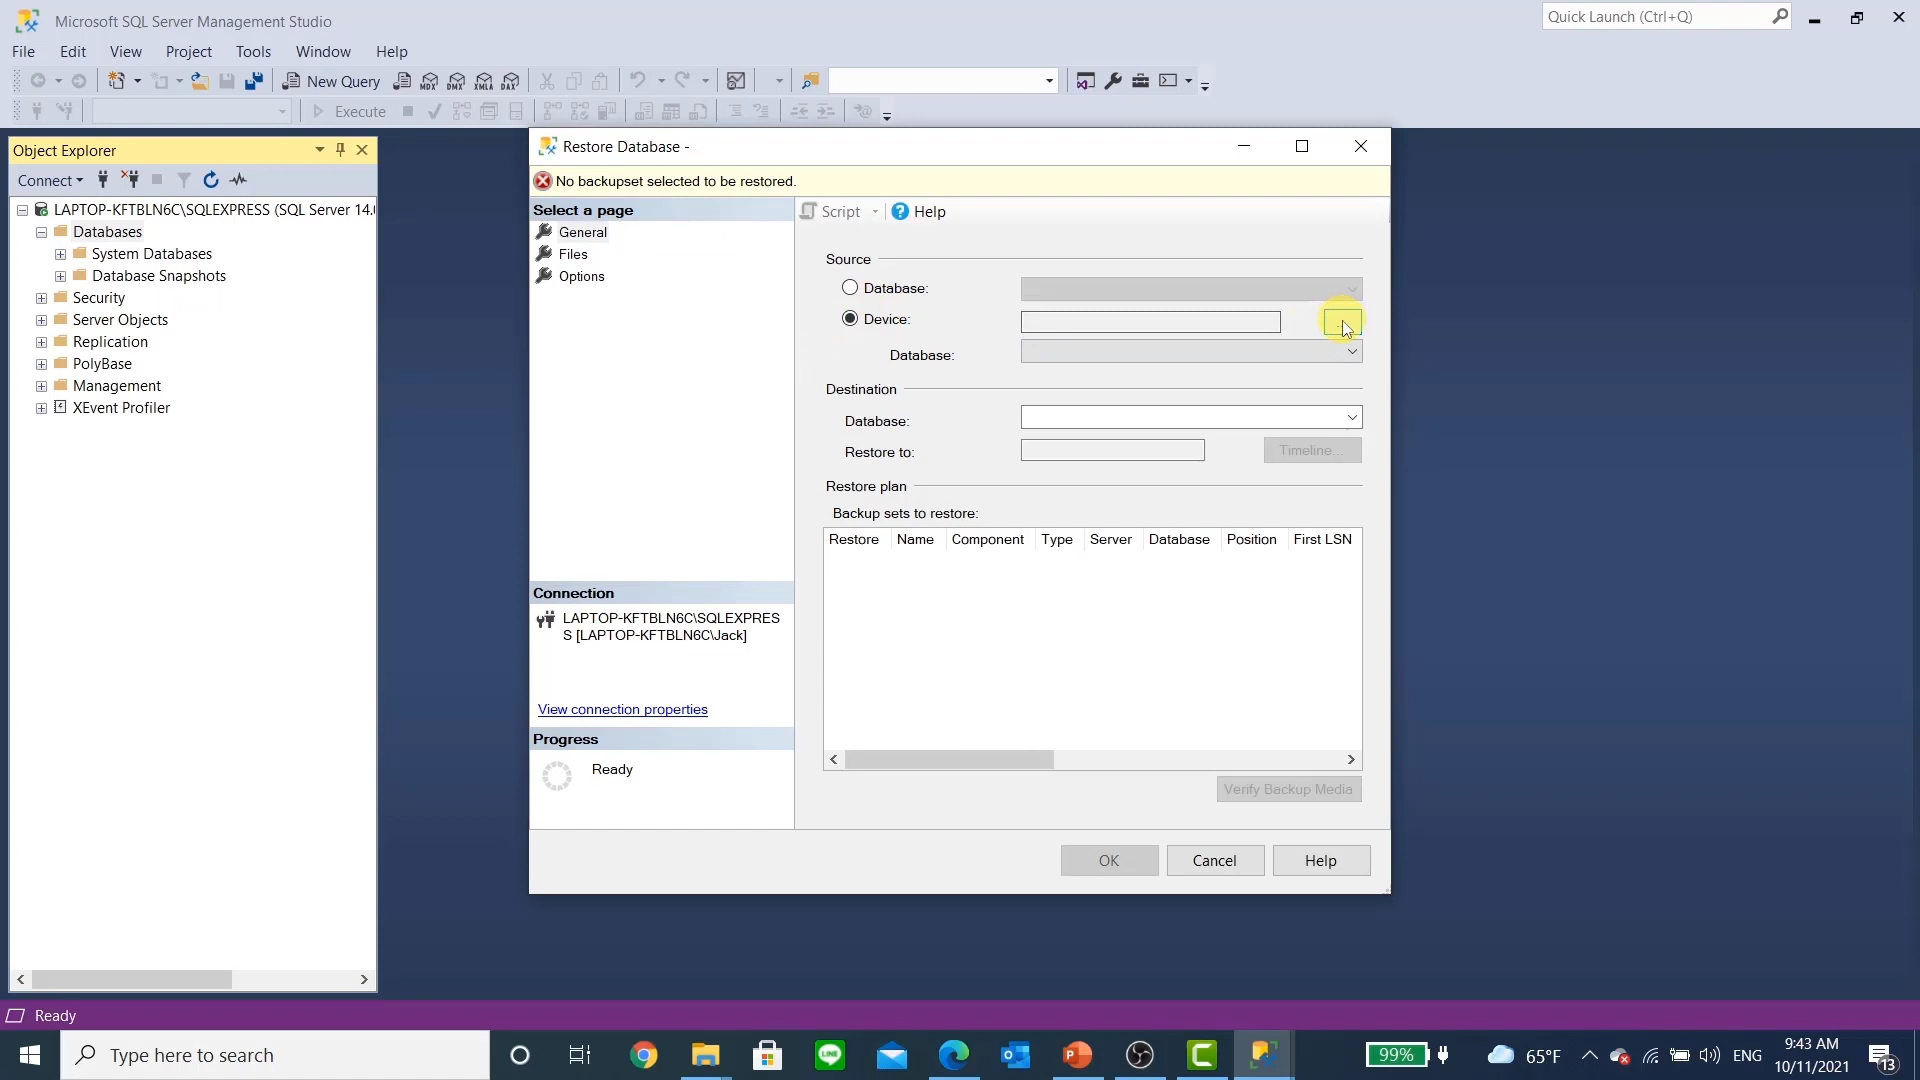 Microsoft SQL Server Management Studio
Quick Launch (Ctrl+Q)
File Edit View Project Tools Window Help
New Query MDX DMX XMLA DAX
Execute
Object Explorer
Connect
LAPTOP-KFTBLN6C\SQLEXPRESS (SQL Server 14.
Databases
System Databases
Database Snapshots
Security
Server Objects
Replication
PolyBase
Management
XEvent Profiler
Restore Database -
No backupset selected to be restored.
Select a page
General
Files
Options
Connection
LAPTOP-KFTBLN6C\SQLEXPRES
S [LAPTOP-KFTBLN6C\Jack]
View connection properties
Progress
Ready
Script Help
Source
Database:
Device:
...
Database:
Destination
Database:
Restore to:
Timeline...
Restore plan
Backup sets to restore:
Restore Name Component Type Server Database Position First LSN
Verify Backup Media
OK Cancel Help
Ready
Type here to search
LINE
99%
65°F
ENG
9:43 AM
10/11/2021
13